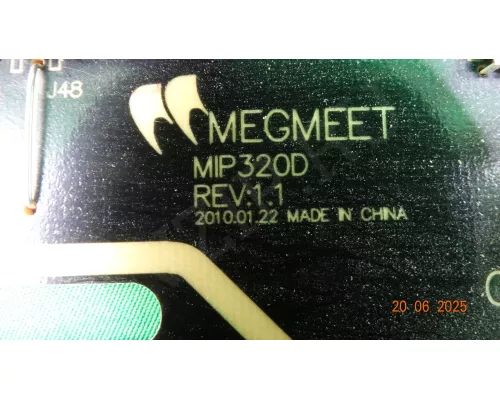 J48
MEGMEET
MIP320D
REV:1.1
2010.01.22 MADE IN CHINA
20 06 2025